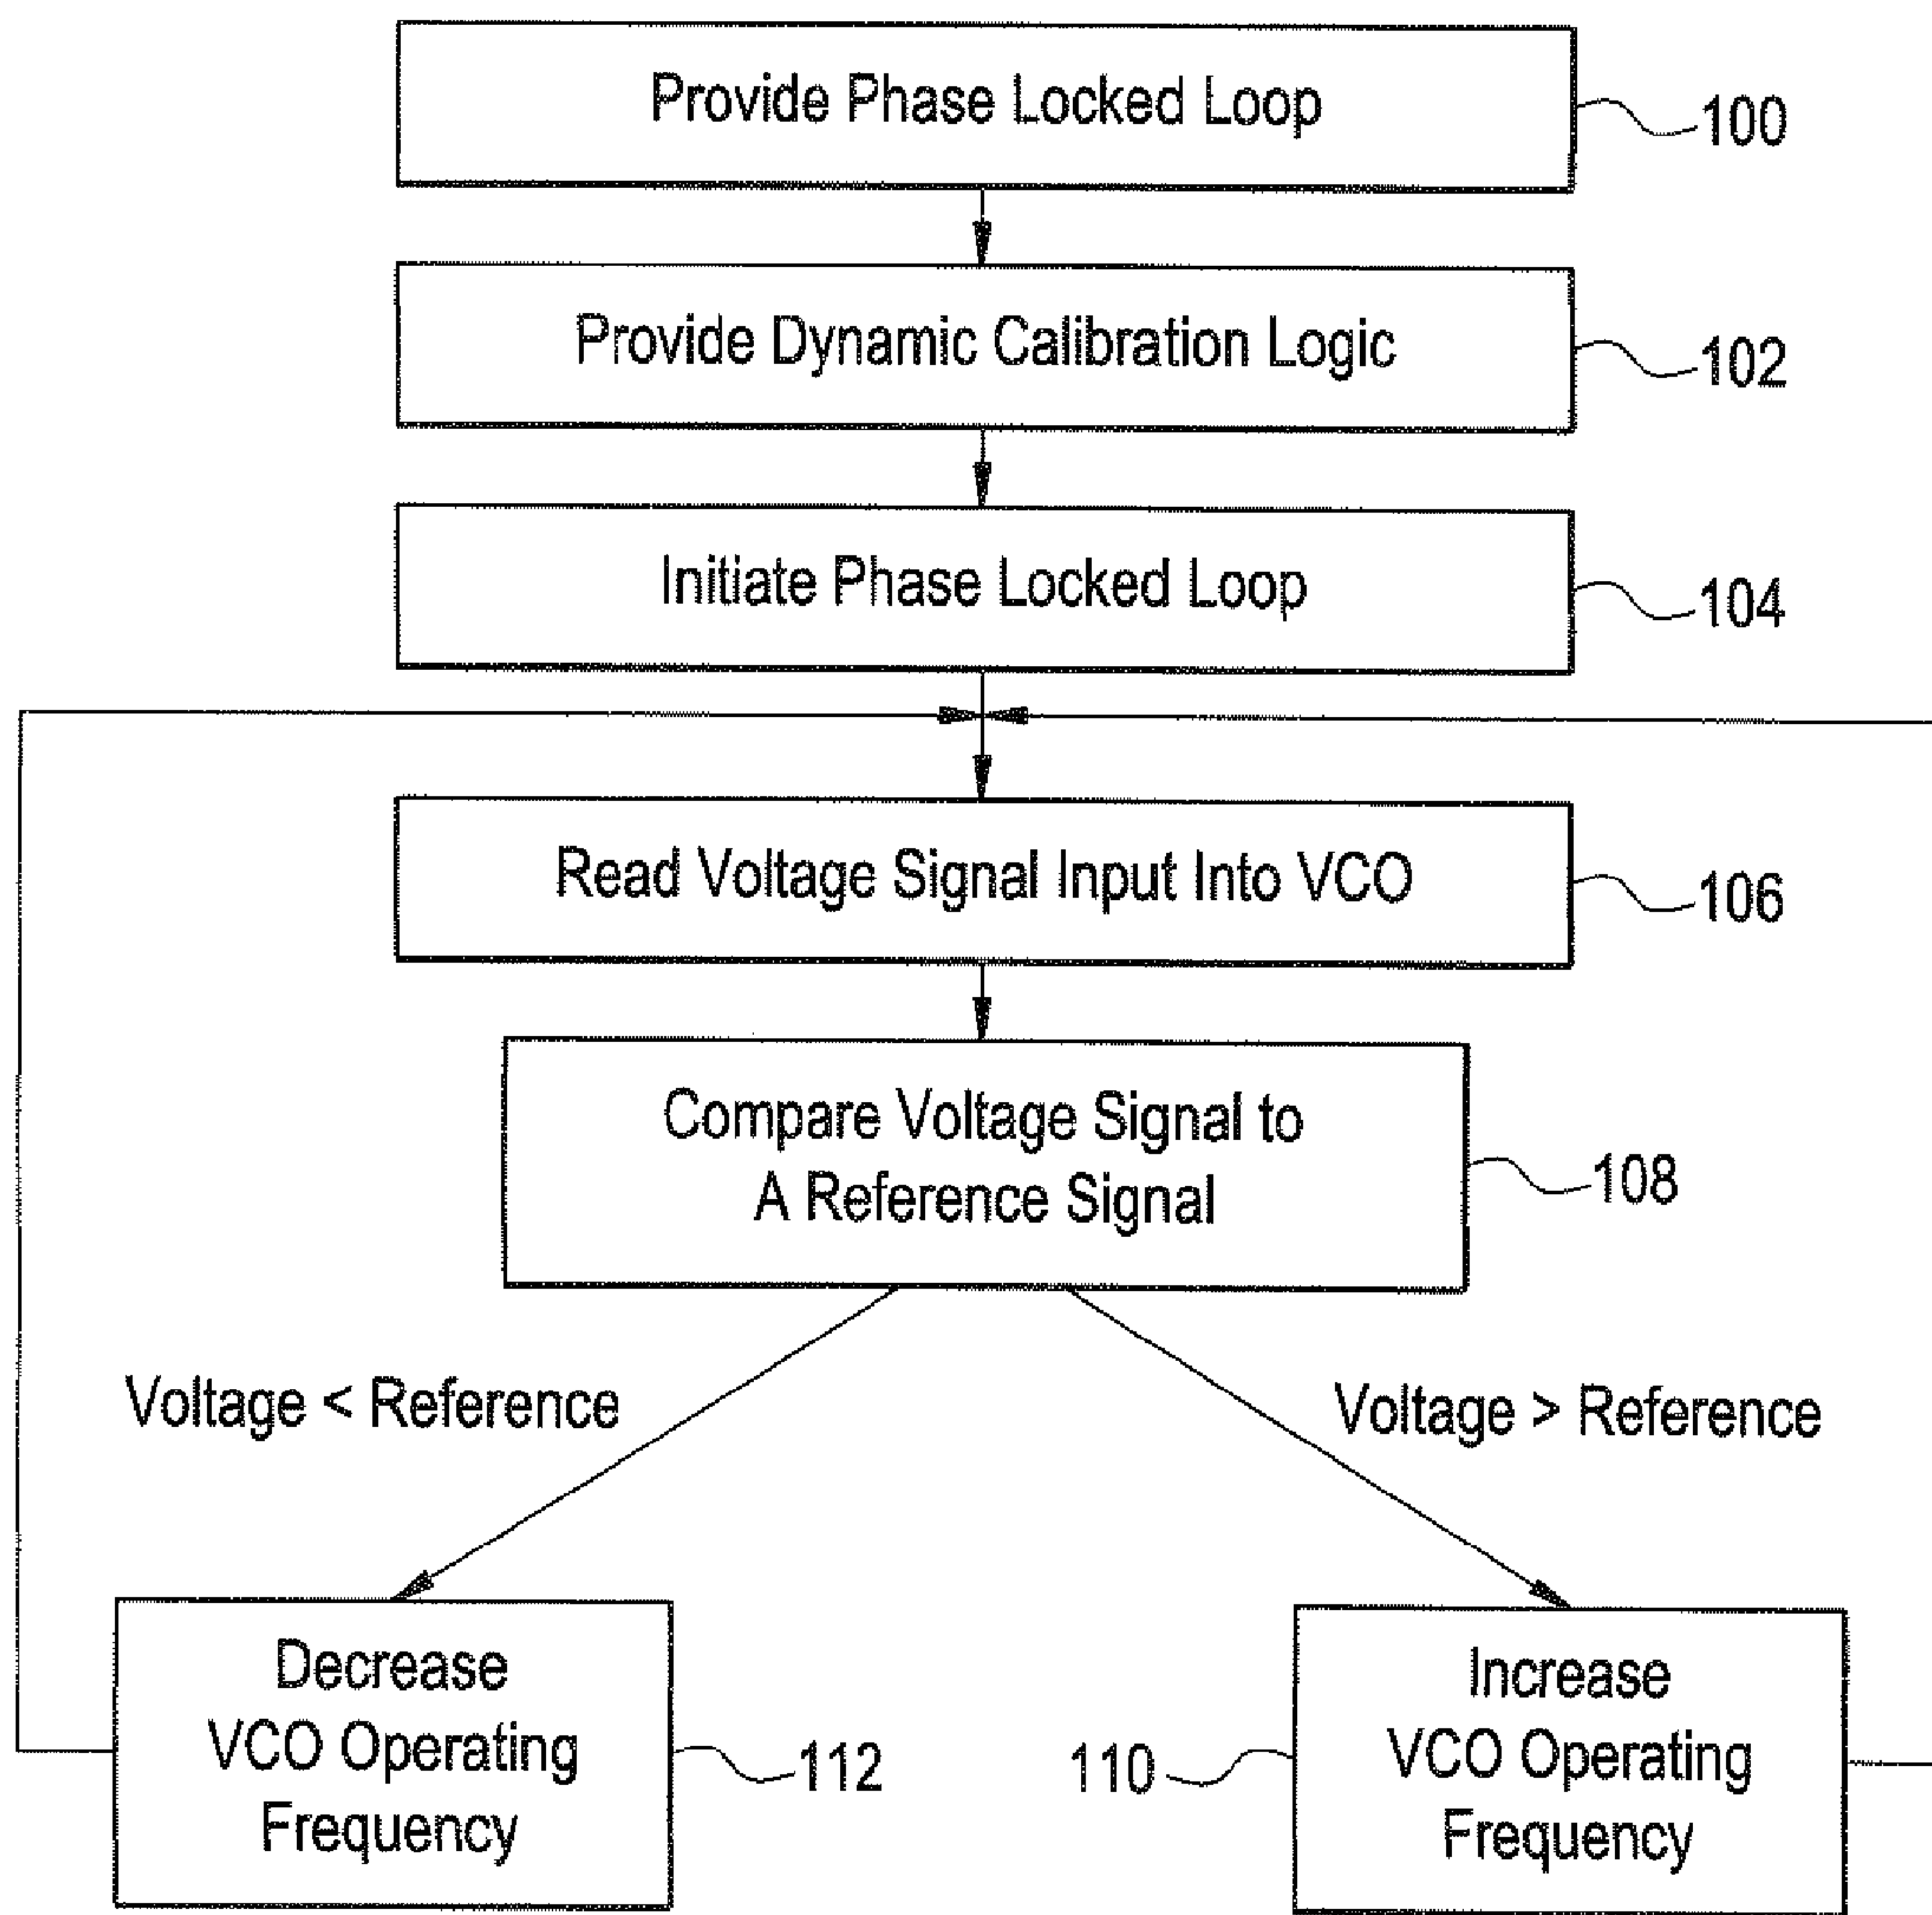 Provide Phase Locked Loop
100
Provide Dynamic Calibration Logic
102
Initiate Phase Locked Loop
104
Read Voltage Signal Input Into VCO
106
Compare Voltage Signal to
A Reference Signal
108
Voltage < Reference
Voltage > Reference
Decrease
VCO Operating
Frequency
112
110
Increase
VCO Operating
Frequency